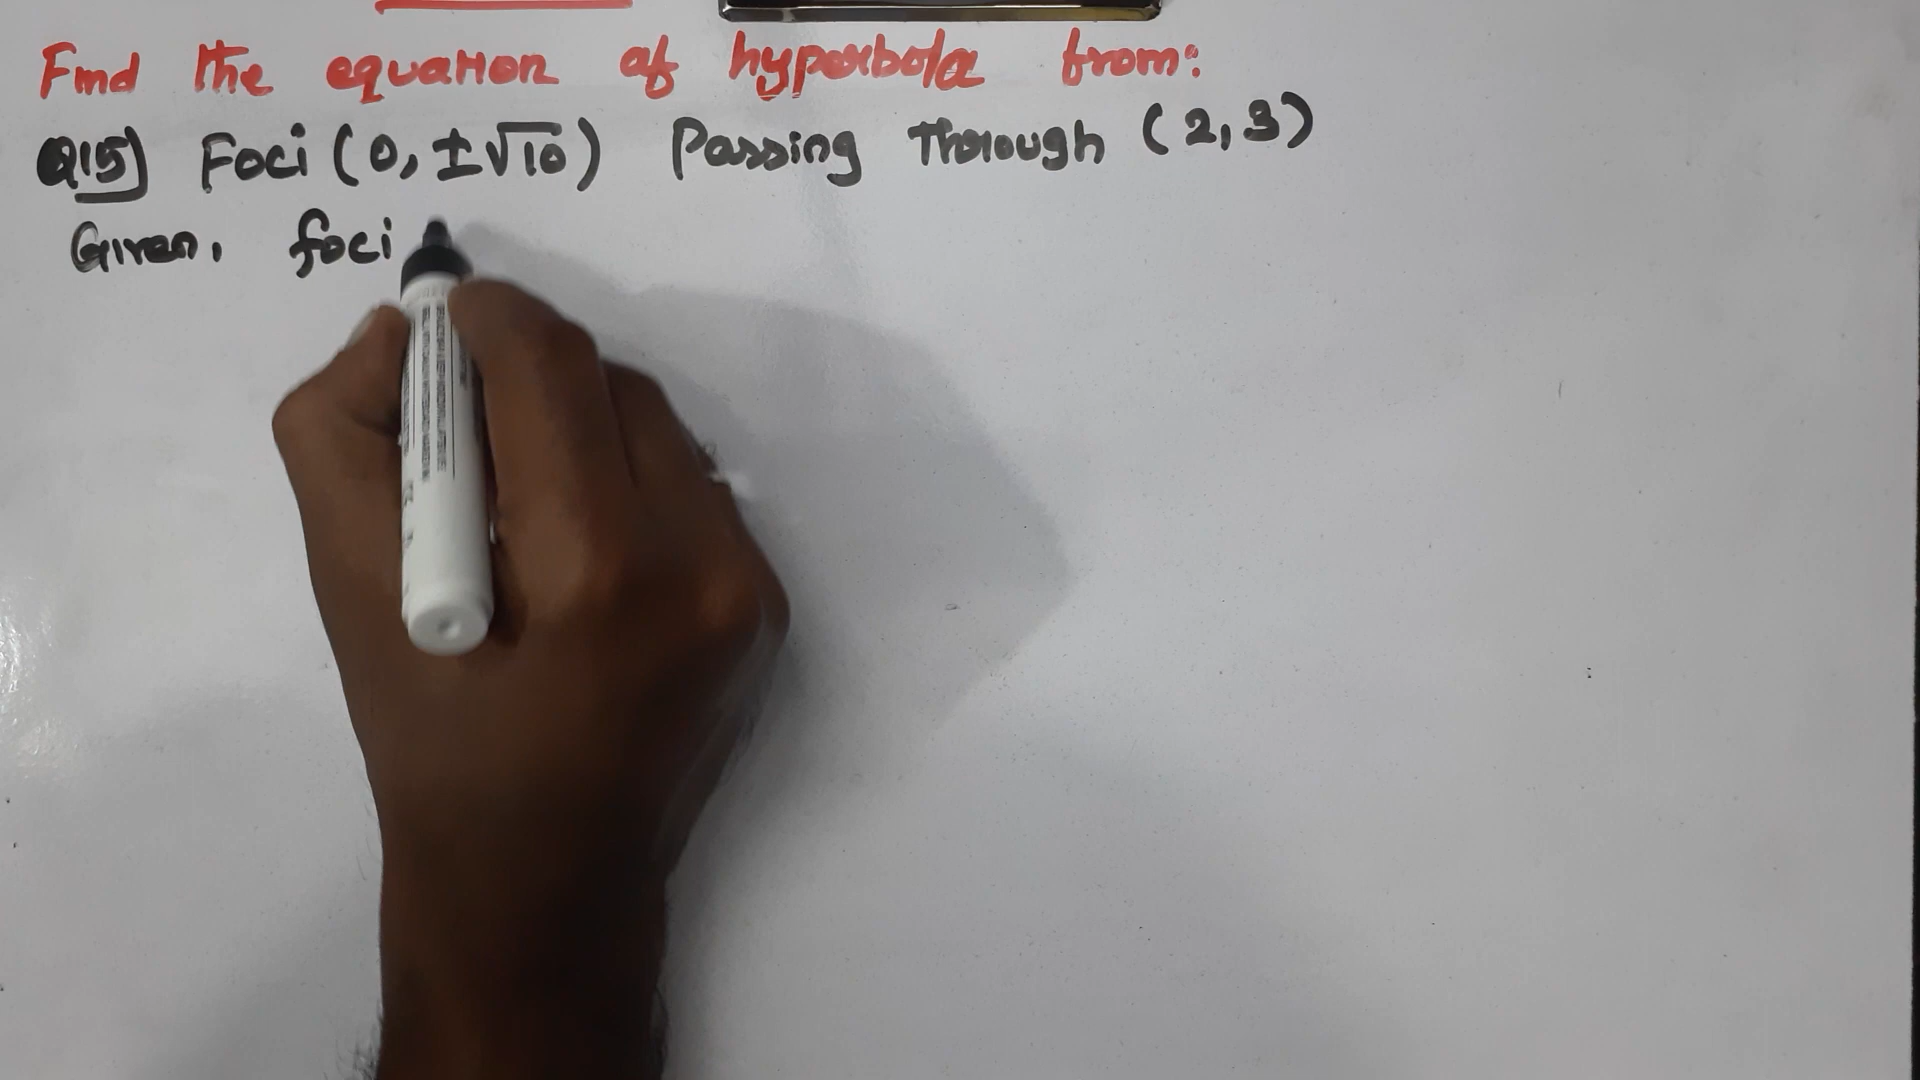 Find the equation of hyperbola from:
Q15) Foci (0, ±√10) Passing Through (2,3)
Given, foci